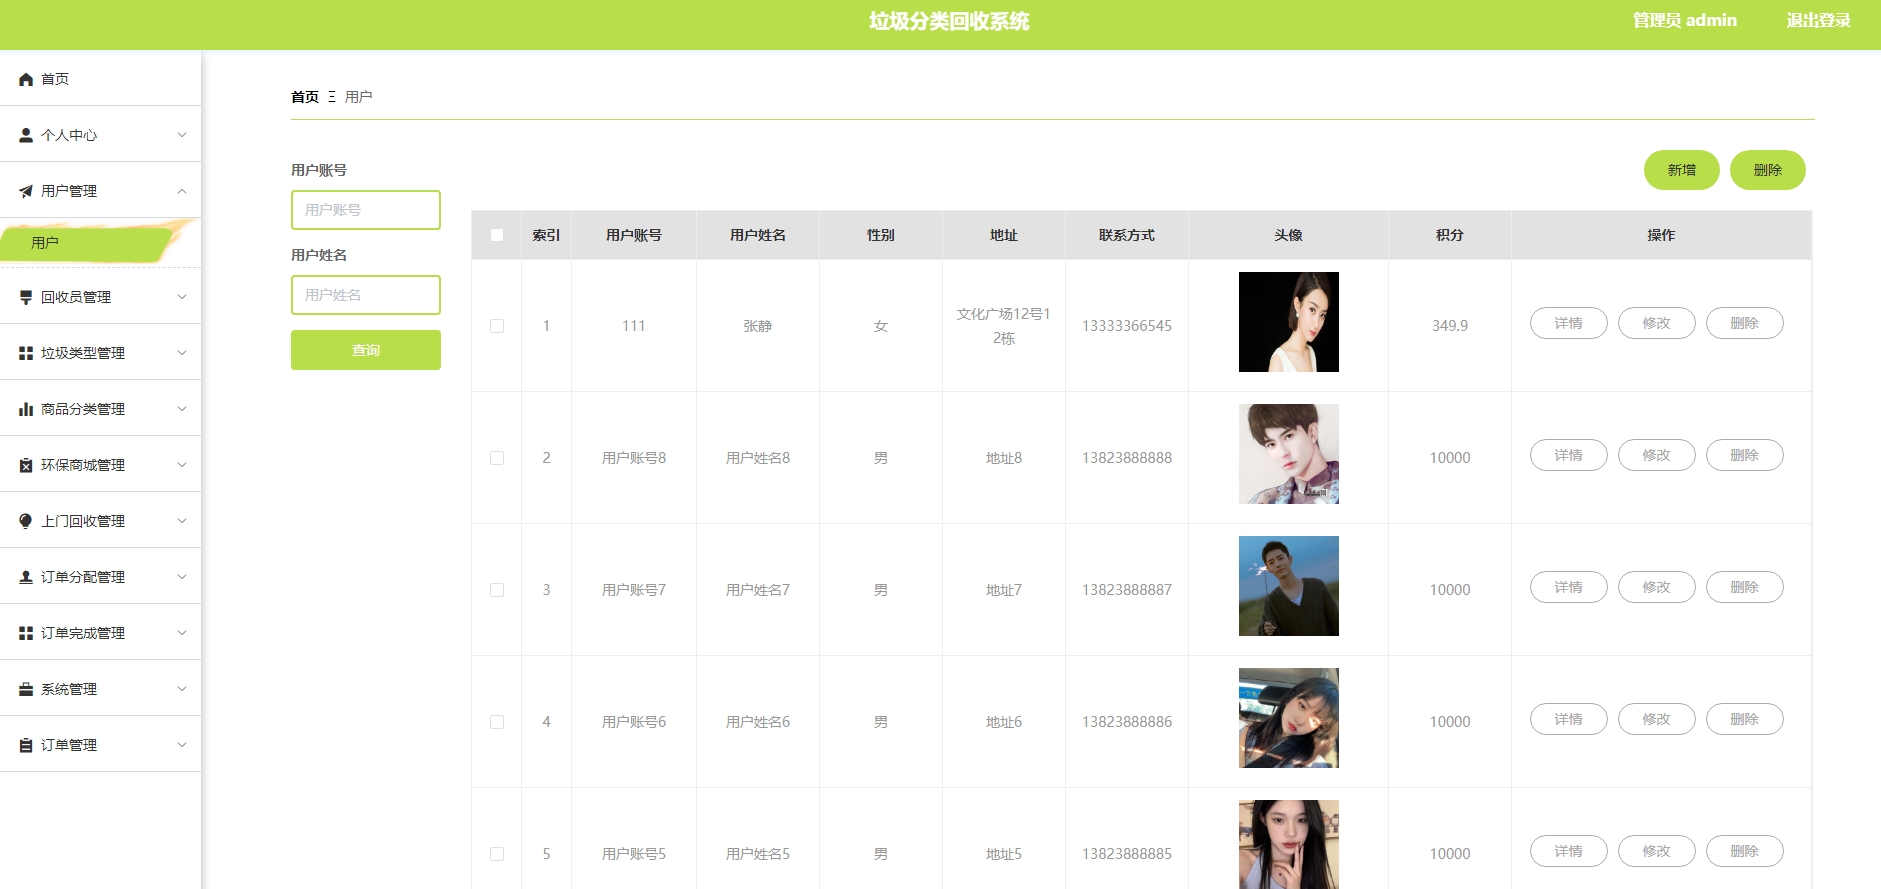 垃圾分类回收系统
管理员 admin
退出登录
首页
个人中心
用户管理
用户
回收员管理
垃圾类型管理
商品分类管理
环保商城管理
上门回收管理
订单分配管理
订单完成管理
系统管理
订单管理
首页 Ξ 用户
用户账号
用户账号
用户姓名
用户姓名
查询
新增 删除
索引 用户账号 用户姓名 性别 地址 联系方式 头像 积分 操作
1 111 张静 女 文化广场12号1
2栋 13333366545 349.9 详情 修改 删除
2 用户账号8 用户姓名8 男 地址8 13823888888 10000 详情 修改 删除
3 用户账号7 用户姓名7 男 地址7 13823888887 10000 详情 修改 删除
4 用户账号6 用户姓名6 男 地址6 13823888886 10000 详情 修改 删除
5 用户账号5 用户姓名5 男 地址5 13823888885 10000 详情 修改 删除